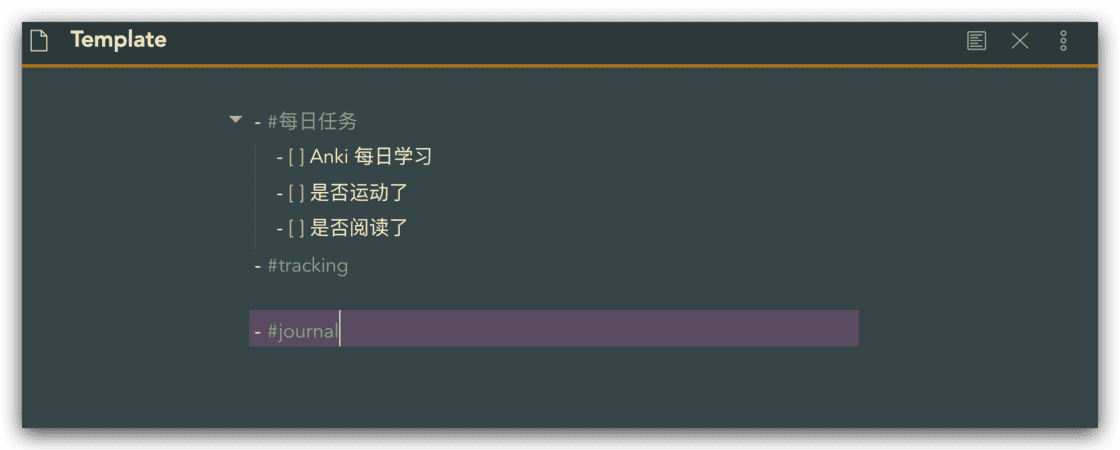 Template
- #每日任务
- [ ] Anki 每日学习
- [ ] 是否运动了
- [ ] 是否阅读了
- #tracking
- #journal